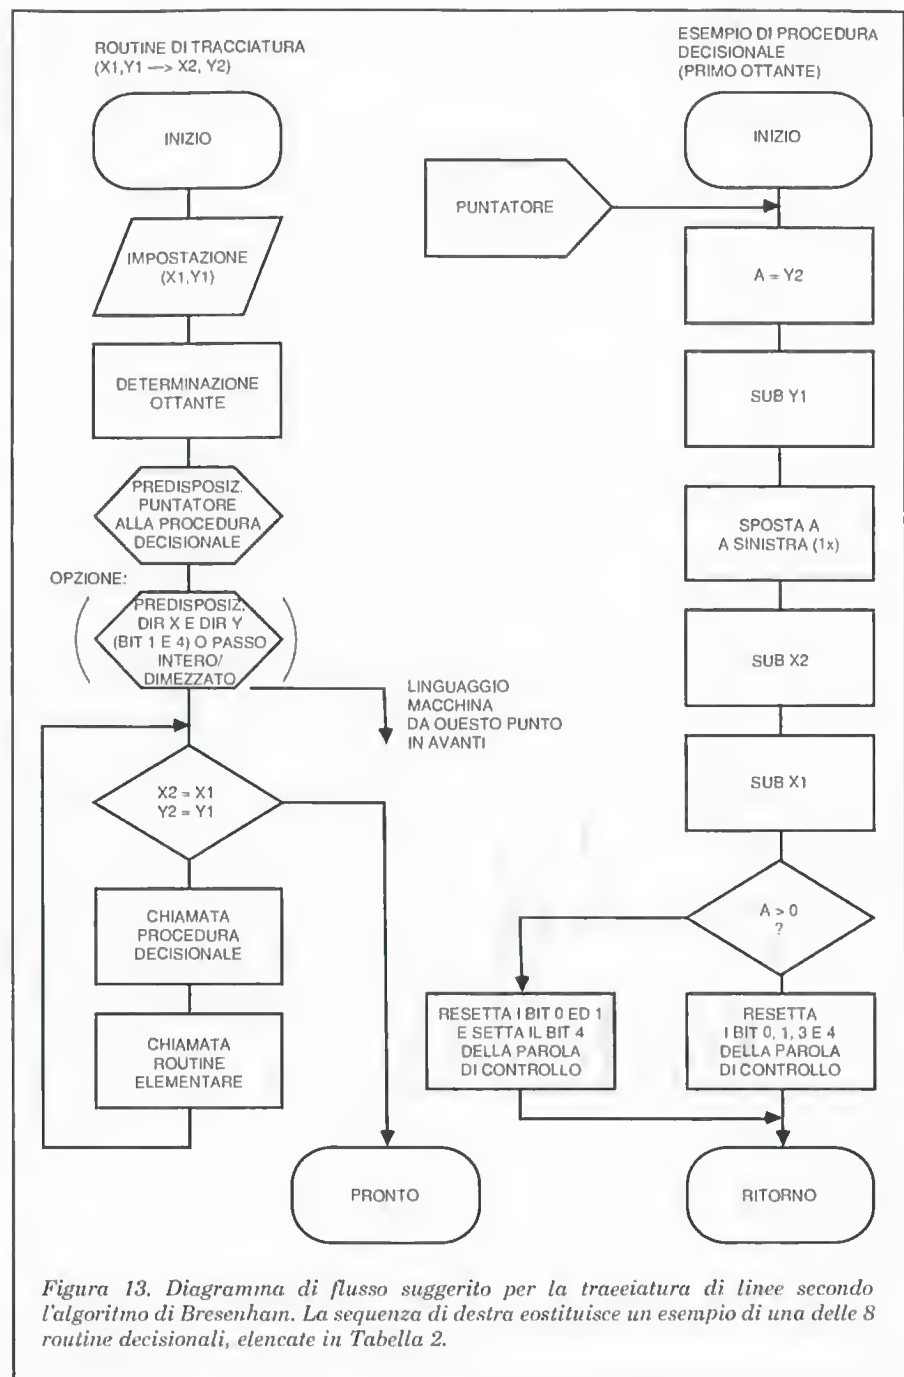 ROUTINE DI TRACCIATURA
(X1,Y1 —> X2, Y2)
INIZIO
IMPOSTAZIONE
(X1,Y1)
DETERMINAZIONE
OTTANTE
PREDISPOSIZ.
PUNTATORE
ALLA PROCEDURA
DECISIONALE
OPZIONE:
PREDISPOSIZ.
DIR X E DIR Y
(BIT 1 E 4) O PASSO
INTERO/
DIMEZZATO
LINGUAGGIO
MACCHINA
DA QUESTO PUNTO
IN AVANTI
X2 = X1
Y2 = Y1
CHIAMATA
PROCEDURA
DECISIONALE
CHIAMATA
ROUTINE
ELEMENTARE
PRONTO
ESEMPIO DI PROCEDURA
DECISIONALE
(PRIMO OTTANTE)
INIZIO
PUNTATORE
A = Y2
SUB Y1
SPOSTA A
A SINISTRA (1x)
SUB X2
SUB X1
A > 0
?
RESETTA I BIT 0 ED 1
E SETTA IL BIT 4
DELLA PAROLA
DI CONTROLLO
RESETTA
I BIT 0, 1, 3 E 4
DELLA PAROLA
DI CONTROLLO
RITORNO
Figura 13. Diagramma di flusso suggerito per la tracciatura di linee secondo
l'algoritmo di Bresenham. La sequenza di destra costituisce un esempio di una delle 8
routine decisionali, elencate in Tabella 2.